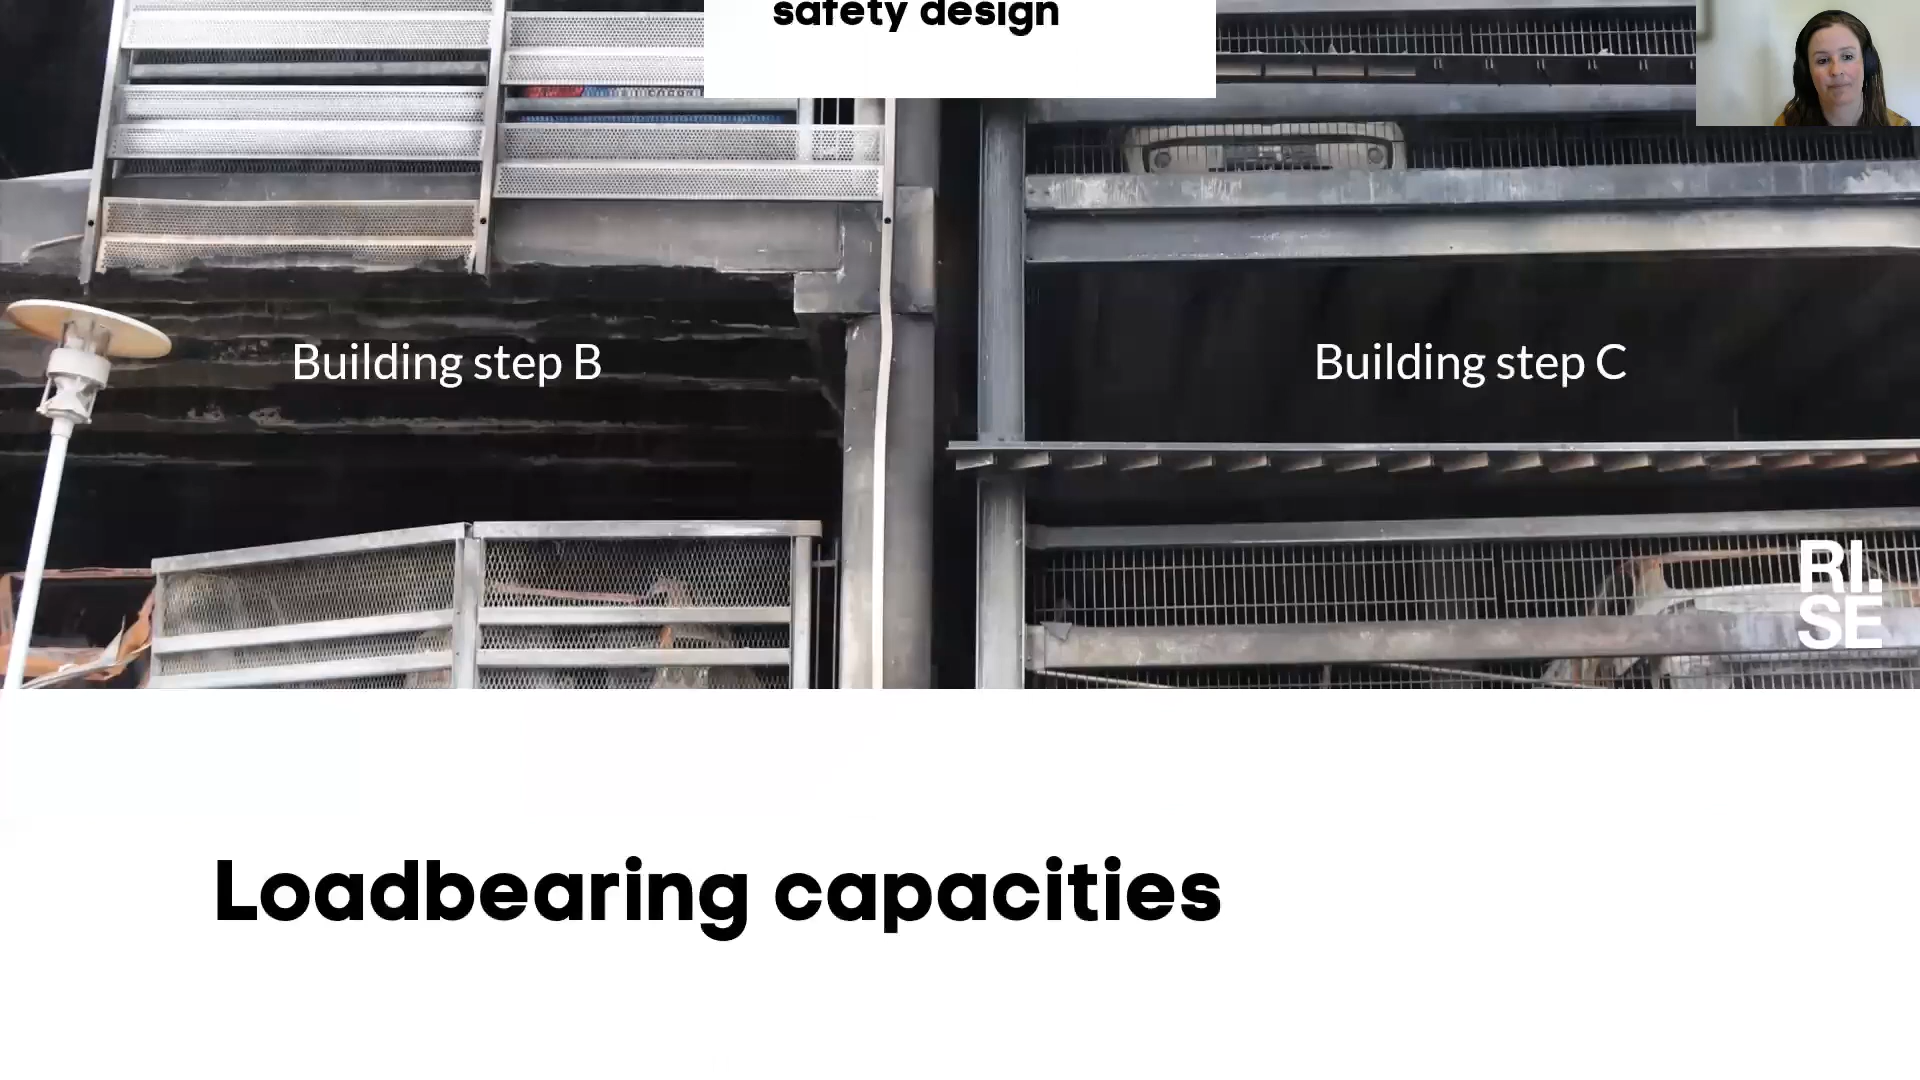 safety design
Building step B
Building step C
RI.
SE
Loadbearing capacities